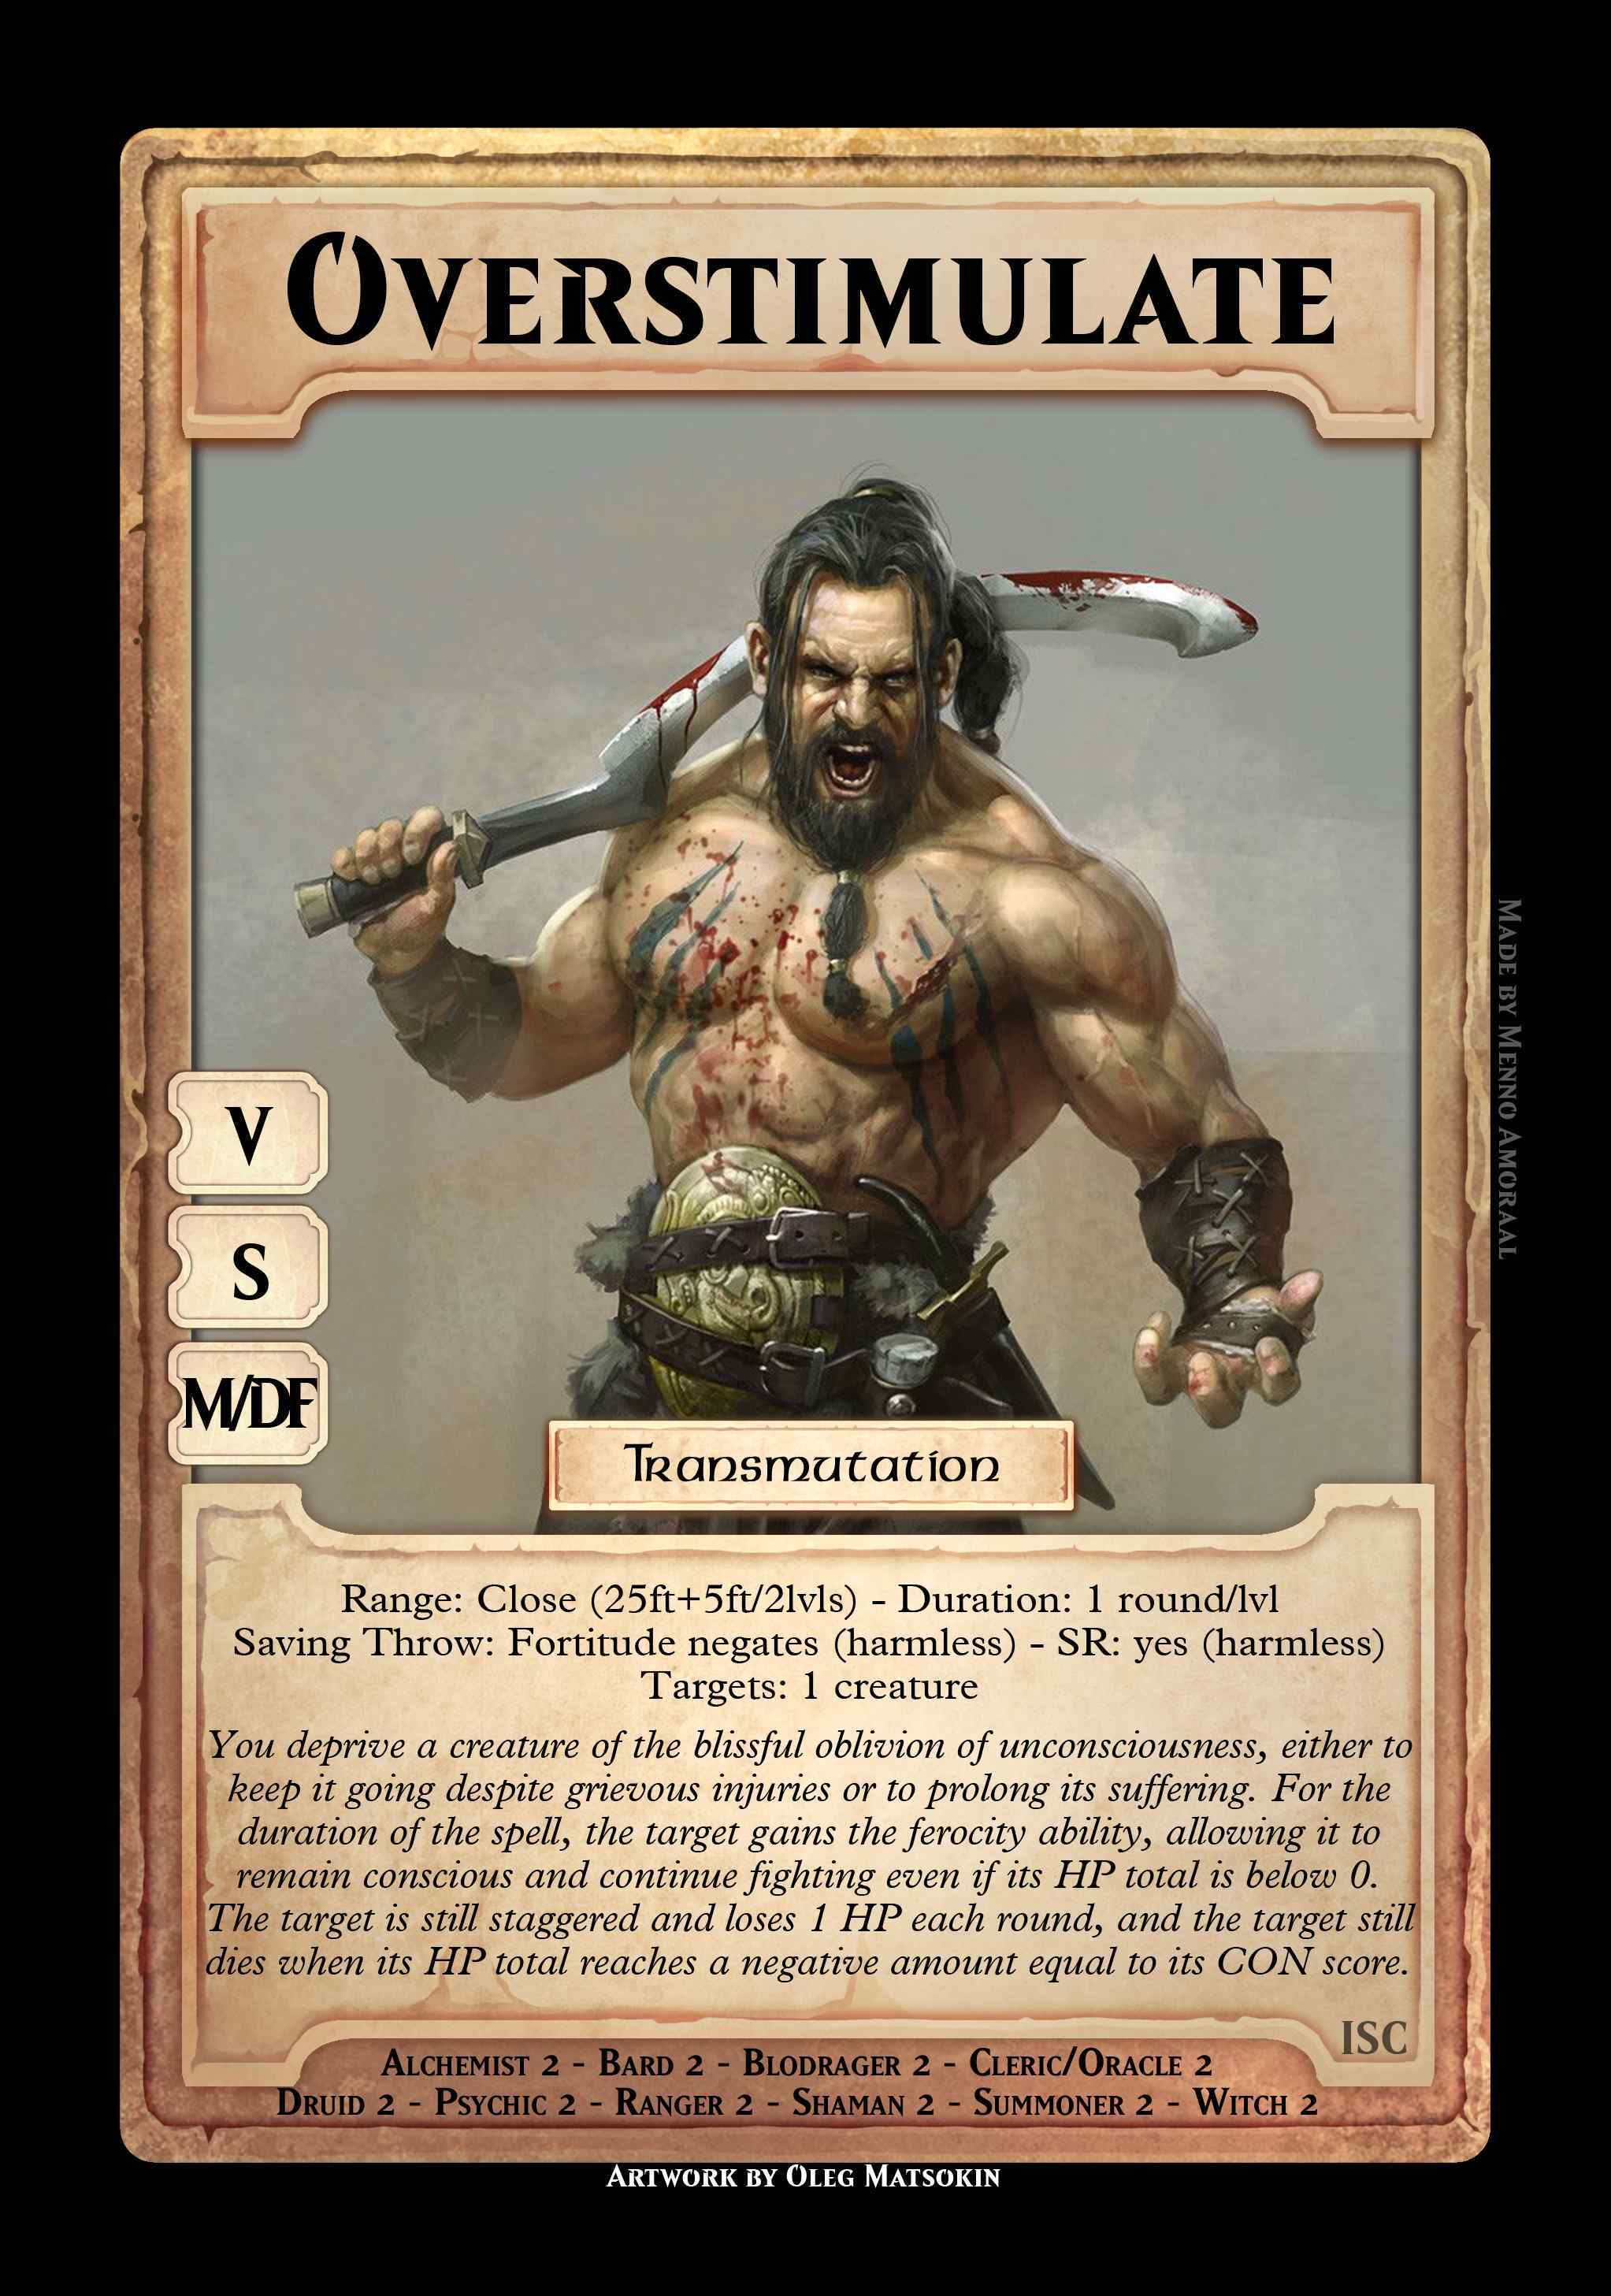 Overstimulate
V
S
M/DF
Transmutation
Range: Close (25ft+5ft/2lvls) - Duration: 1 round/lvl
Saving Throw: Fortitude negates (harmless) - SR: yes (harmless)
Targets: 1 creature
You deprive a creature of the blissful oblivion of unconsciousness, either to
keep it going despite grievous injuries or to prolong its suffering. For the
duration of the spell, the target gains the ferocity ability, allowing it to
remain conscious and continue fighting even if its HP total is below 0.
The target is still staggered and loses 1 HP each round, and the target still
dies when its HP total reaches a negative amount equal to its CON score.
ISC
Alchemist 2 - Bard 2 - Blodrager 2 - Cleric/Oracle 2
Druid 2 - Psychic 2 - Ranger 2 - Shaman 2 - Summoner 2 - Witch 2
Artwork by Oleg Matsokin
Made by Menno Amoraal